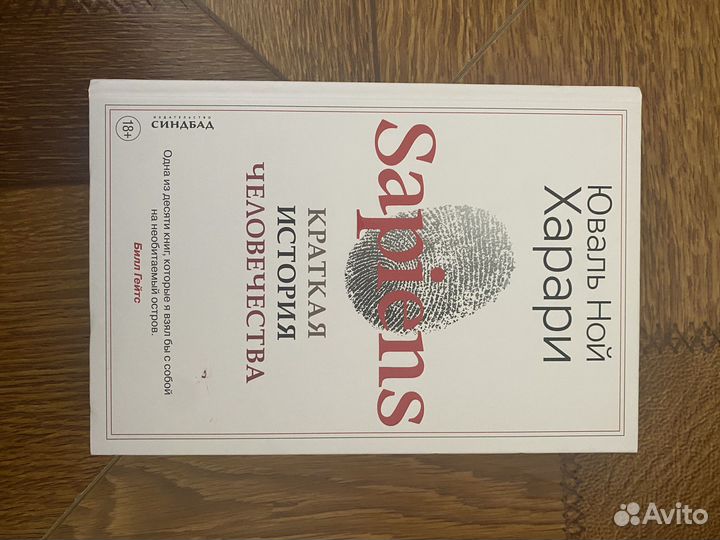 Юваль Ной
Харари
Sapiens
КРАТКАЯ
ИСТОРИЯ
ЧЕЛОВЕЧЕСТВА
Одна из десяти книг, которые я взял бы с собой
на необитаемый остров.
Билл Гейтс
18+
ИЗДАТЕЛЬСТВО
СИНДБАД
Avito